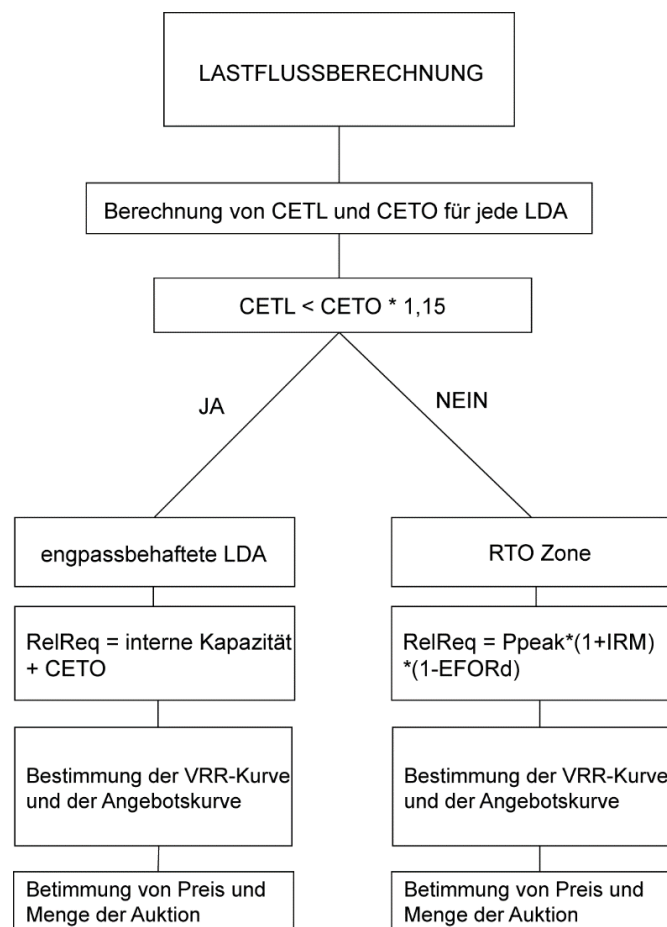 LASTFLUSSBERECHNUNG
Berechnung von CETL und CETO für jede LDA
CETL < CETO * 1,15
JA
NEIN
engpassbehaftete LDA
RTO Zone
RelReq = interne Kapazität
+ CETO
RelReq = Ppeak*(1+IRM)
*(1-EFORd)
Bestimmung der VRR-Kurve
und der Angebotskurve
Bestimmung der VRR-Kurve
und der Angebotskurve
Betimmung von Preis und
Menge der Auktion
Betimmung von Preis und
Menge der Auktion